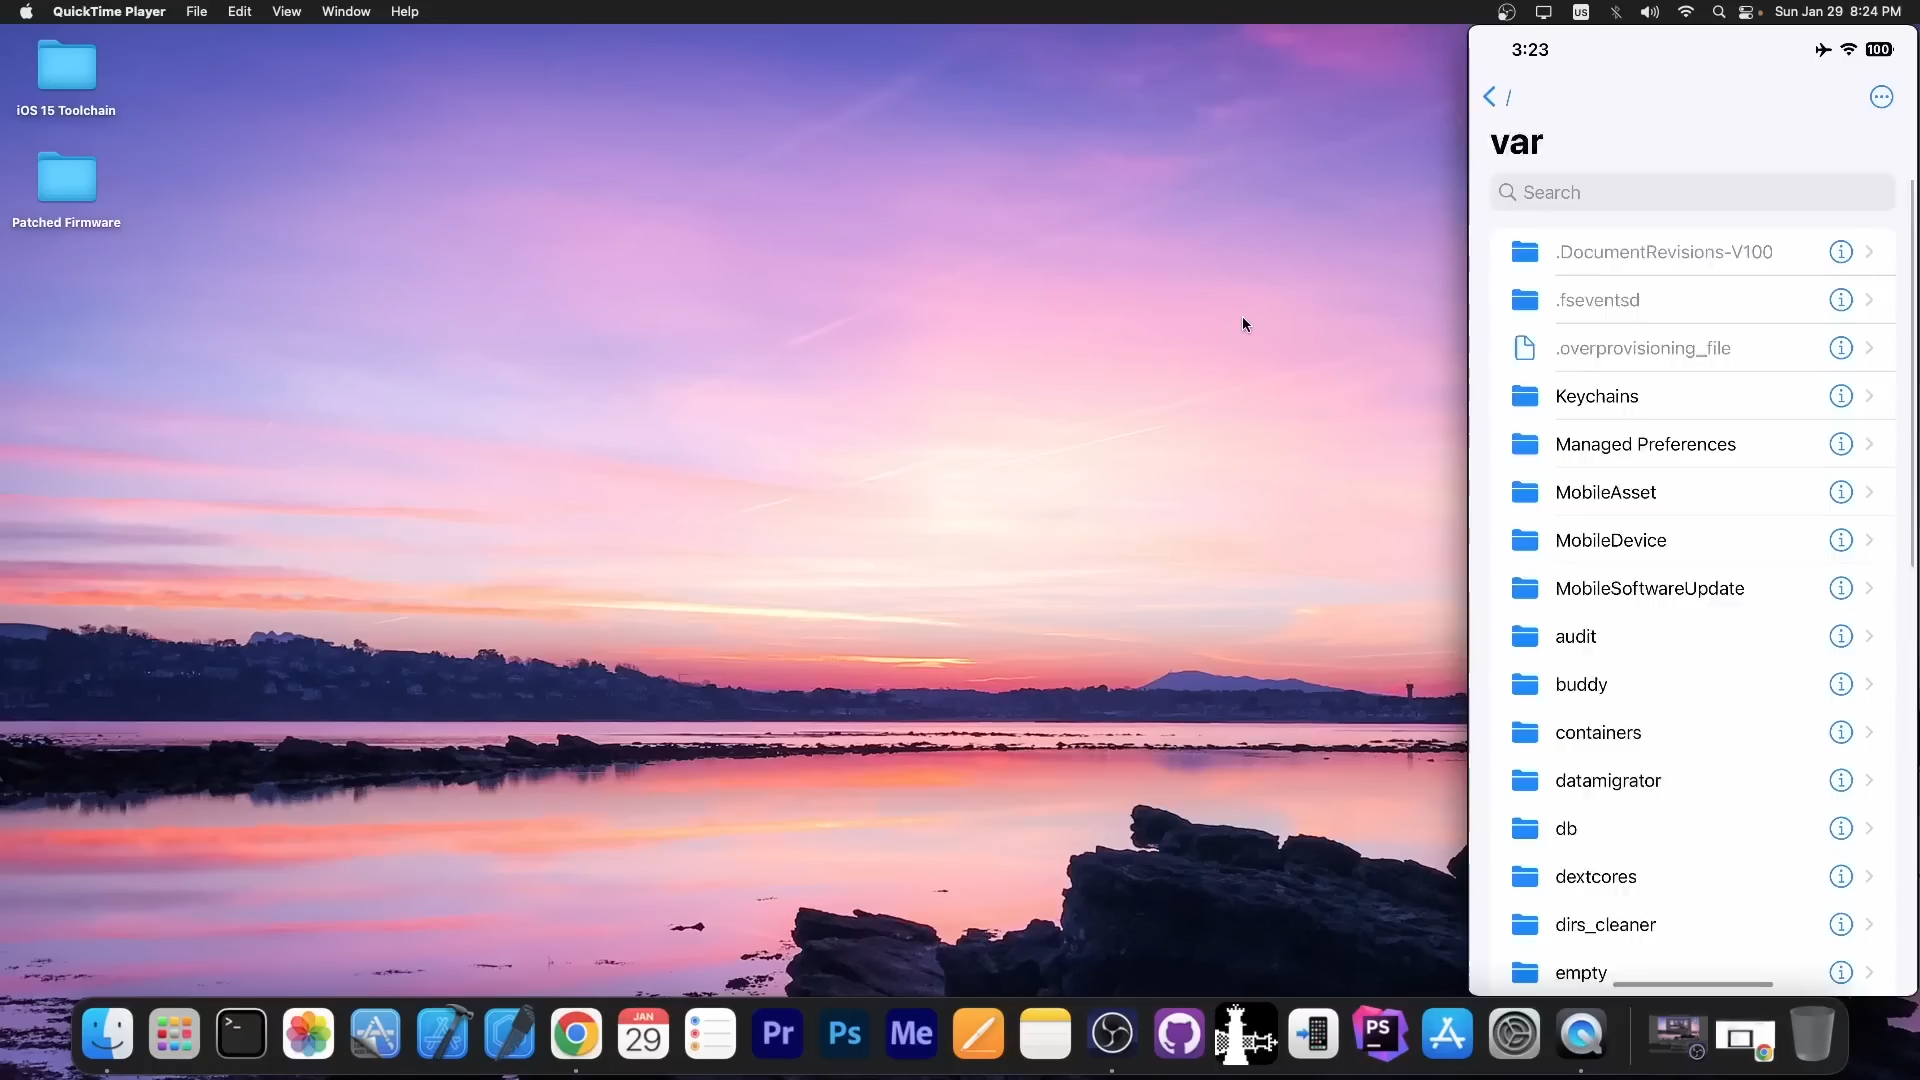 QuickTime Player File Edit View Window Help
US Sun Jan 29 8:24 PM
iOS 15 Toolchain
Patched Firmware
3:23 100
/
var
Search
.DocumentRevisions-V100
.fseventsd
.overprovisioning_file
Keychains
Managed Preferences
MobileAsset
MobileDevice
MobileSoftwareUpdate
audit
buddy
containers
datamigrator
db
dextcores
dirs_cleaner
empty
>_
JAN
29
Pr
Ps
Me
PS